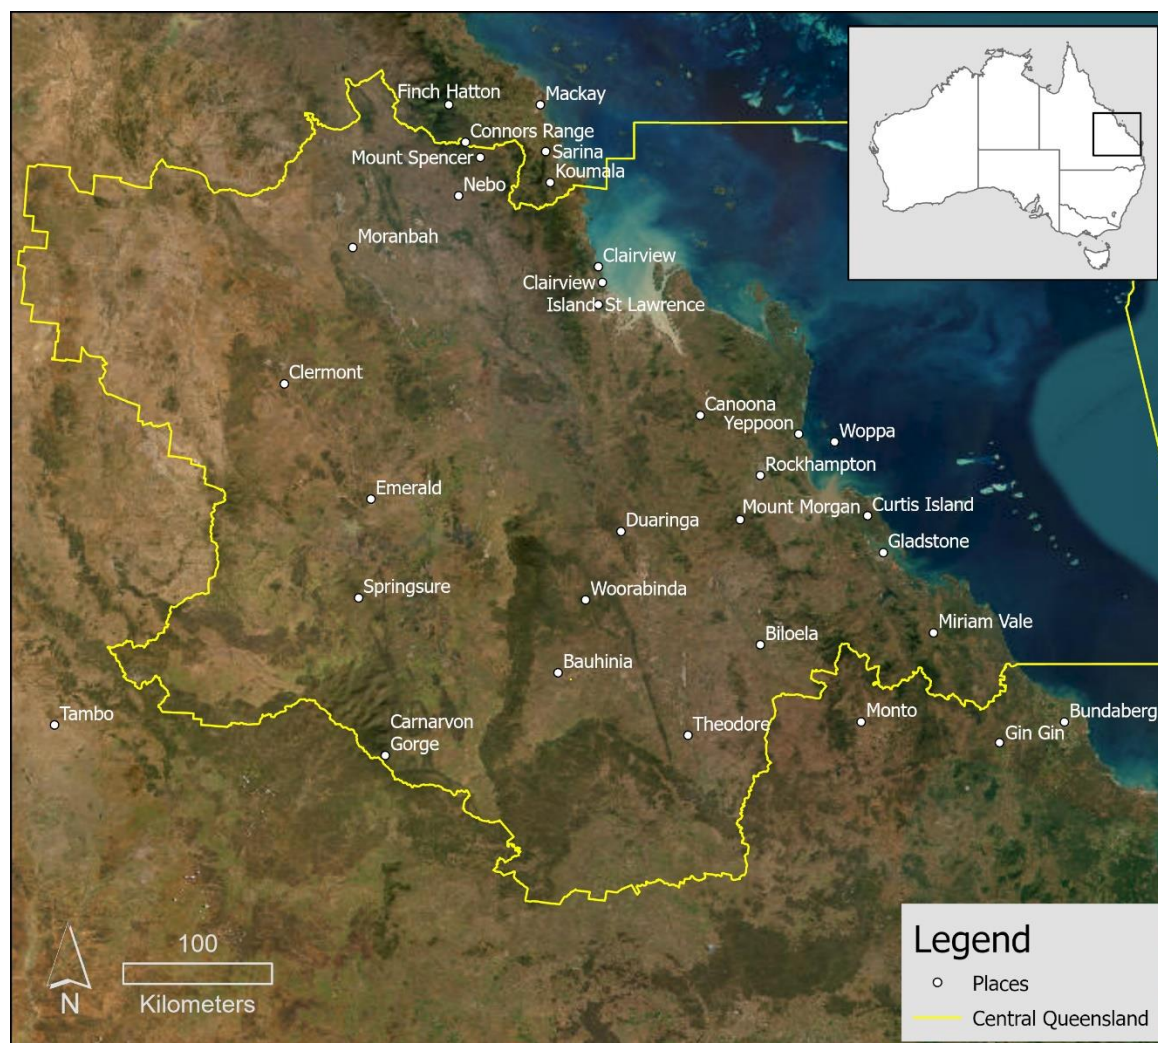 Finch Hatton
Mackay
Connors Range
Sarina
Mount Spencer
Koumala
Nebo
Moranbah
Clairview
Clairview
Island
St Lawrence
Clermont
Canoona
Yeppoon
Woppa
Rockhampton
Emerald
Mount Morgan
Curtis Island
Duaringa
Gladstone
Springsure
Woorabinda
Miriam Vale
Biloela
Bauhinia
Tambo
Carnarvon
Gorge
Theodore
Monto
Bundaberg
Gin Gin
N
100
Kilometers
Legend
Places
Central Queensland